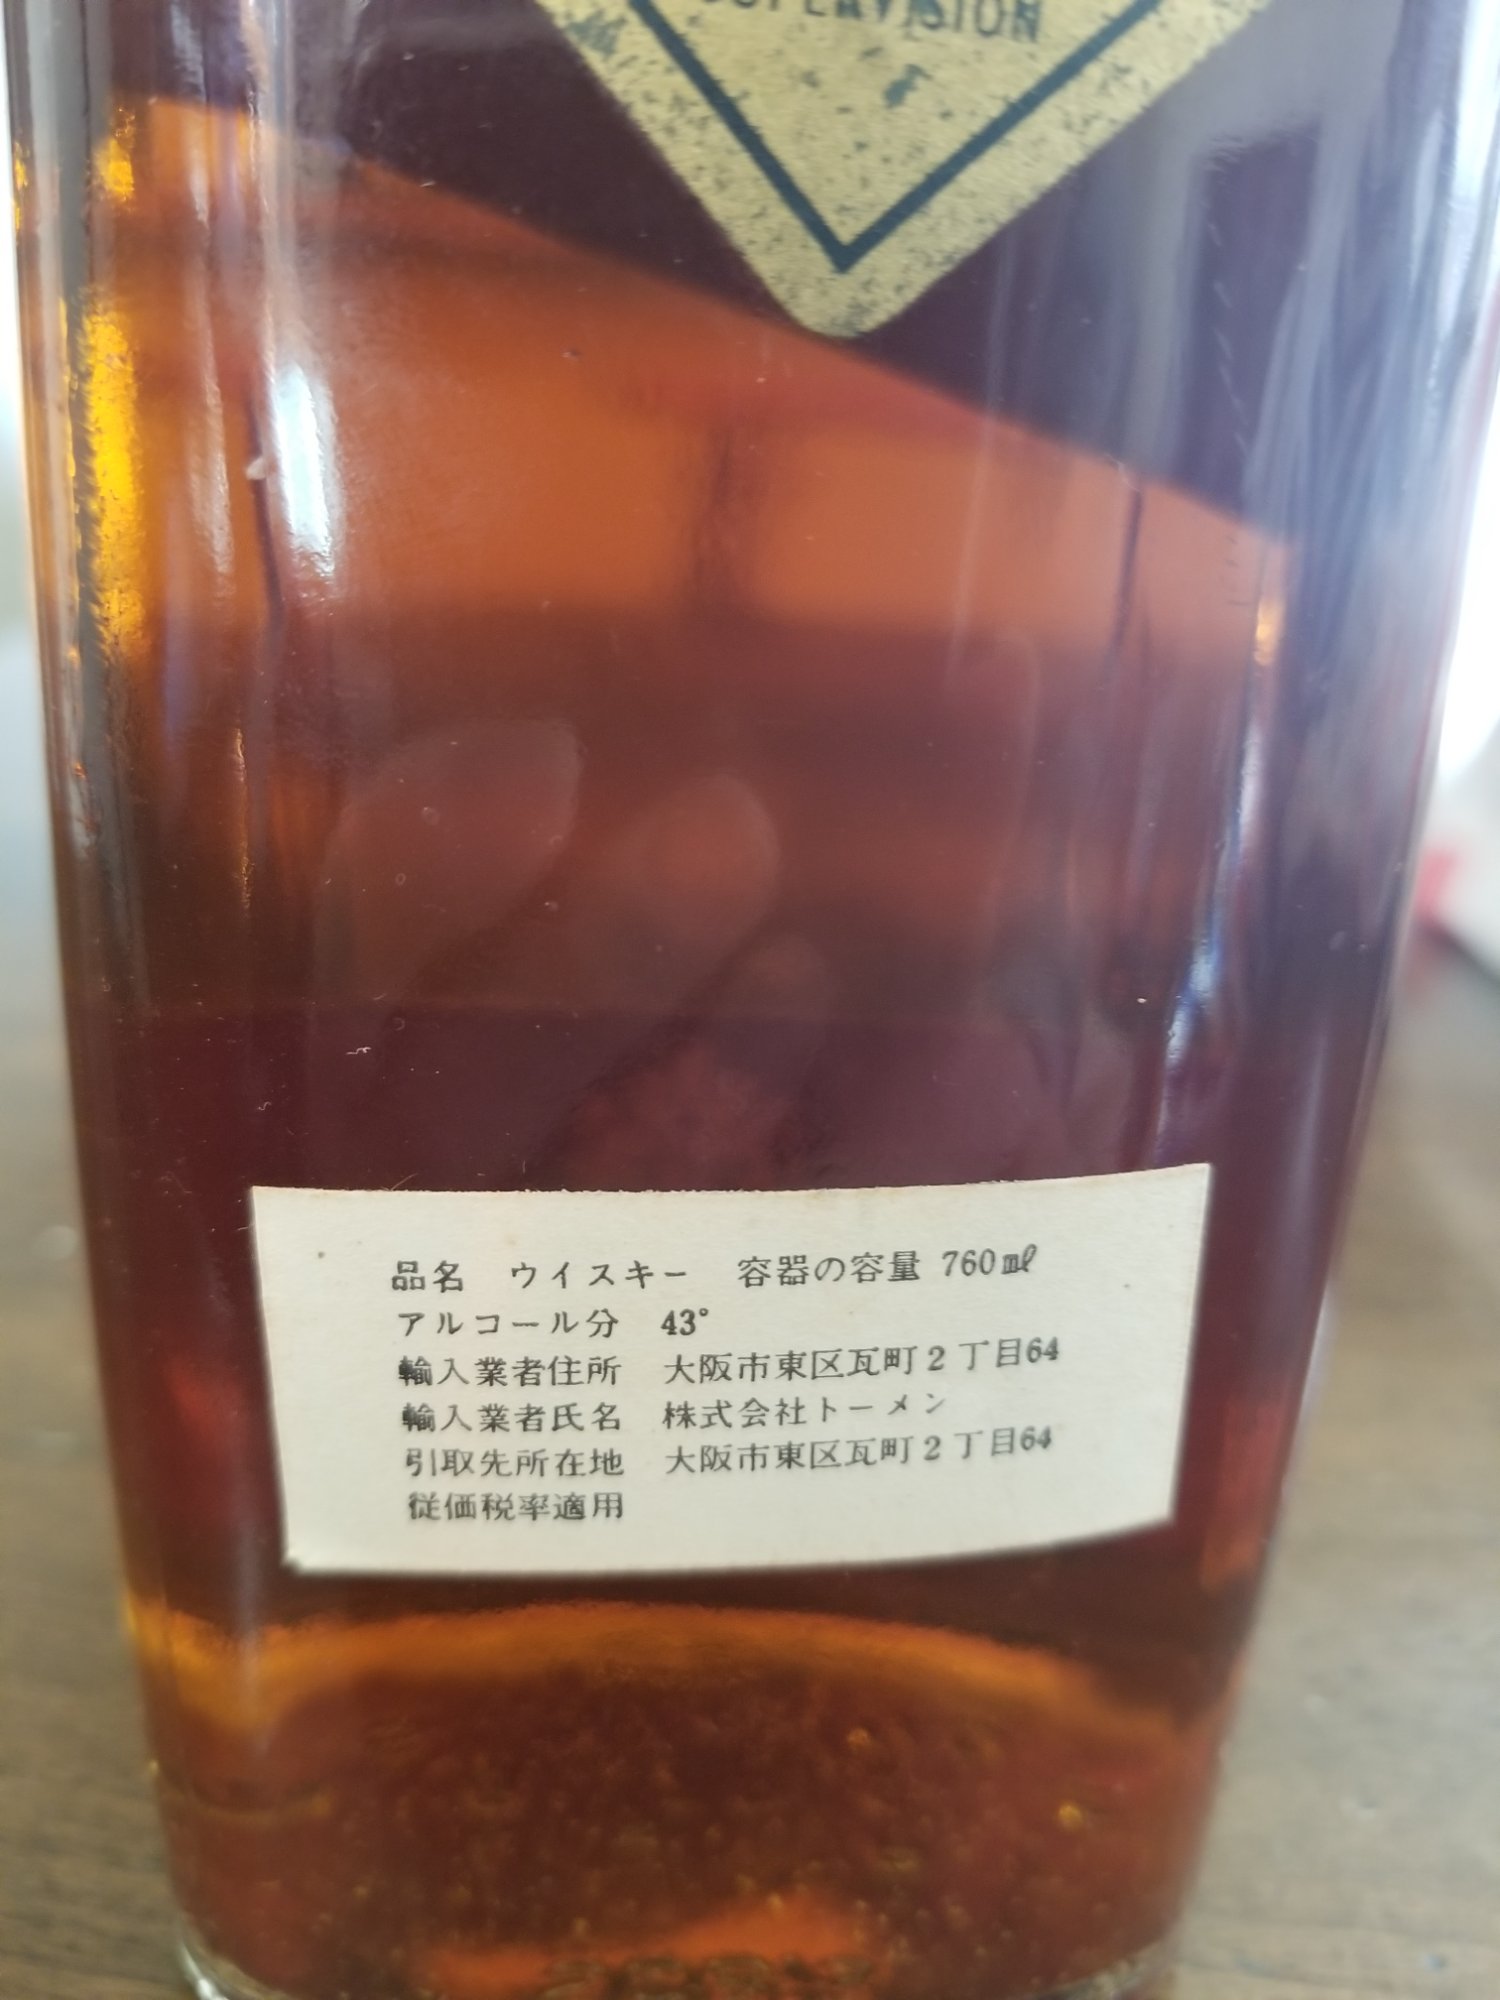 SUPERVISION
品名　ウイスキー　容器の容量 760㎖
アルコール分　43°
輸入業者住所　大阪市東区瓦町２丁目64
輸入業者氏名　株式会社トーメン
引取先所在地　大阪市東区瓦町２丁目64
従価税率適用